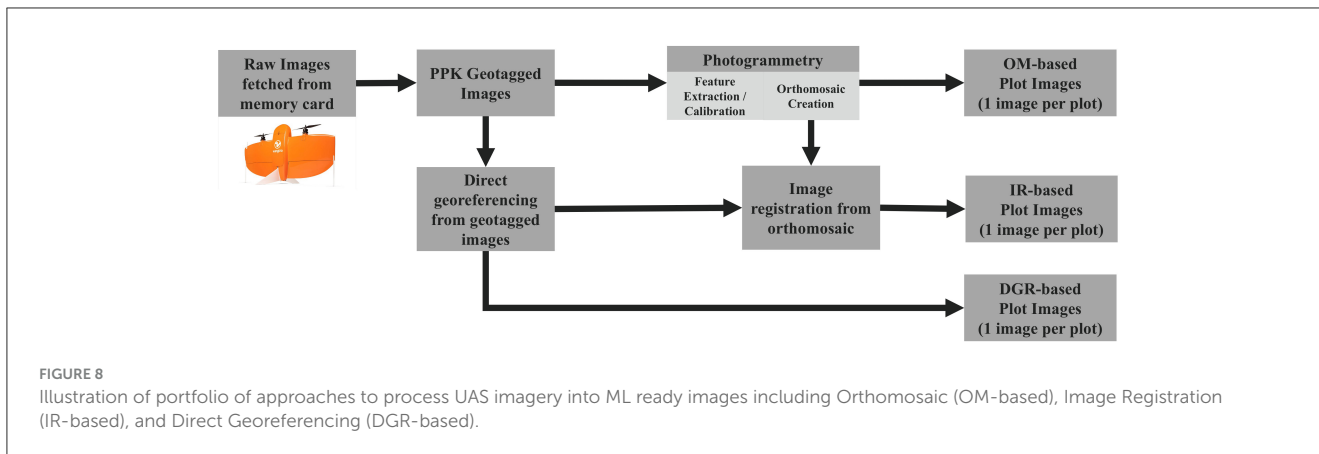 Raw Images
fetched from
memory card
PPK Geotagged
Images
Photogrammetry
Feature
Extraction /
Calibration
Orthomosaic
Creation
OM-based
Plot Images
(1 image per plot)
Direct
georeferencing
from geotagged
images
Image
registration from
orthomosaic
IR-based
Plot Images
(1 image per plot)
DGR-based
Plot Images
(1 image per plot)
FIGURE 8
Illustration of portfolio of approaches to process UAS imagery into ML ready images including Orthomosaic (OM-based), Image Registration
(IR-based), and Direct Georeferencing (DGR-based).